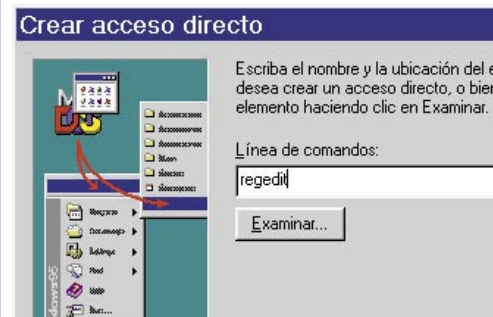 Crear acceso directo
Escriba el nombre y la ubicación del e
desea crear un acceso directo, o bien
elemento haciendo clic en Examinar.
Línea de comandos:
regedit
Examinar...